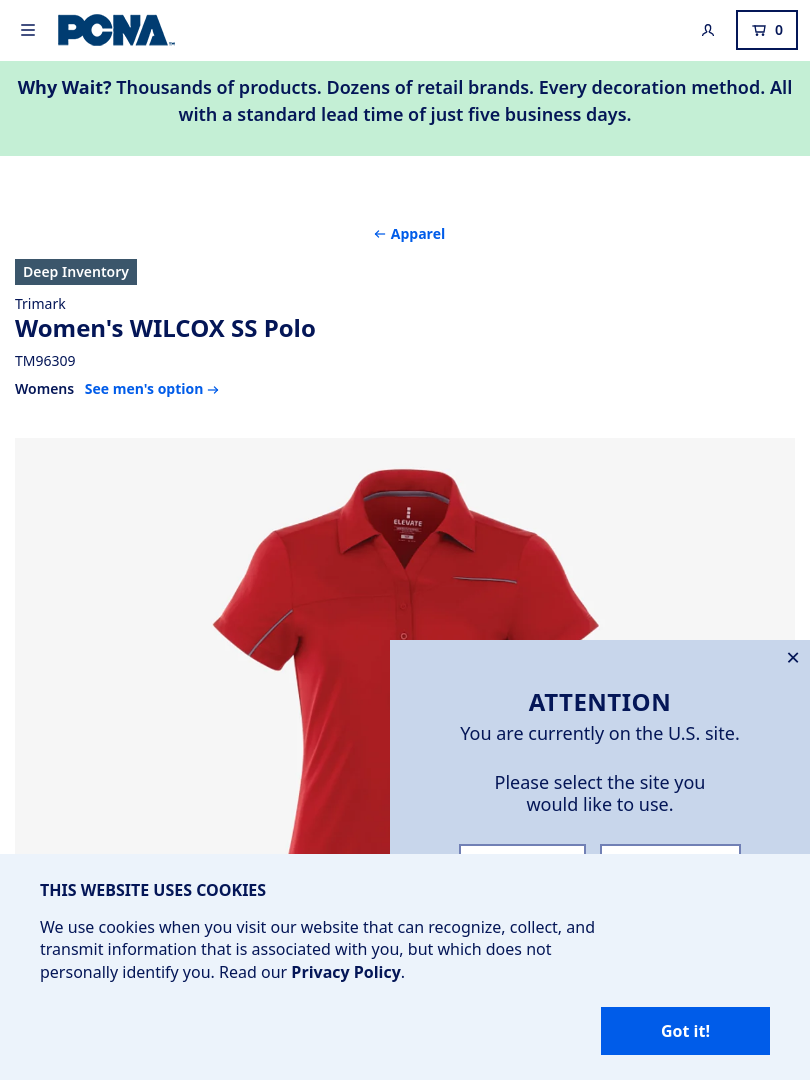 PCNA
0
Why Wait? Thousands of products. Dozens of retail brands. Every decoration method. All
with a standard lead time of just five business days.
← Apparel
Deep Inventory
Trimark
Women's WILCOX SS Polo
TM96309
Womens See men's option →
ELEVATE
ATTENTION
You are currently on the U.S. site.
Please select the site you
would like to use.
THIS WEBSITE USES COOKIES
We use cookies when you visit our website that can recognize, collect, and
transmit information that is associated with you, but which does not
personally identify you. Read our Privacy Policy.
Got it!